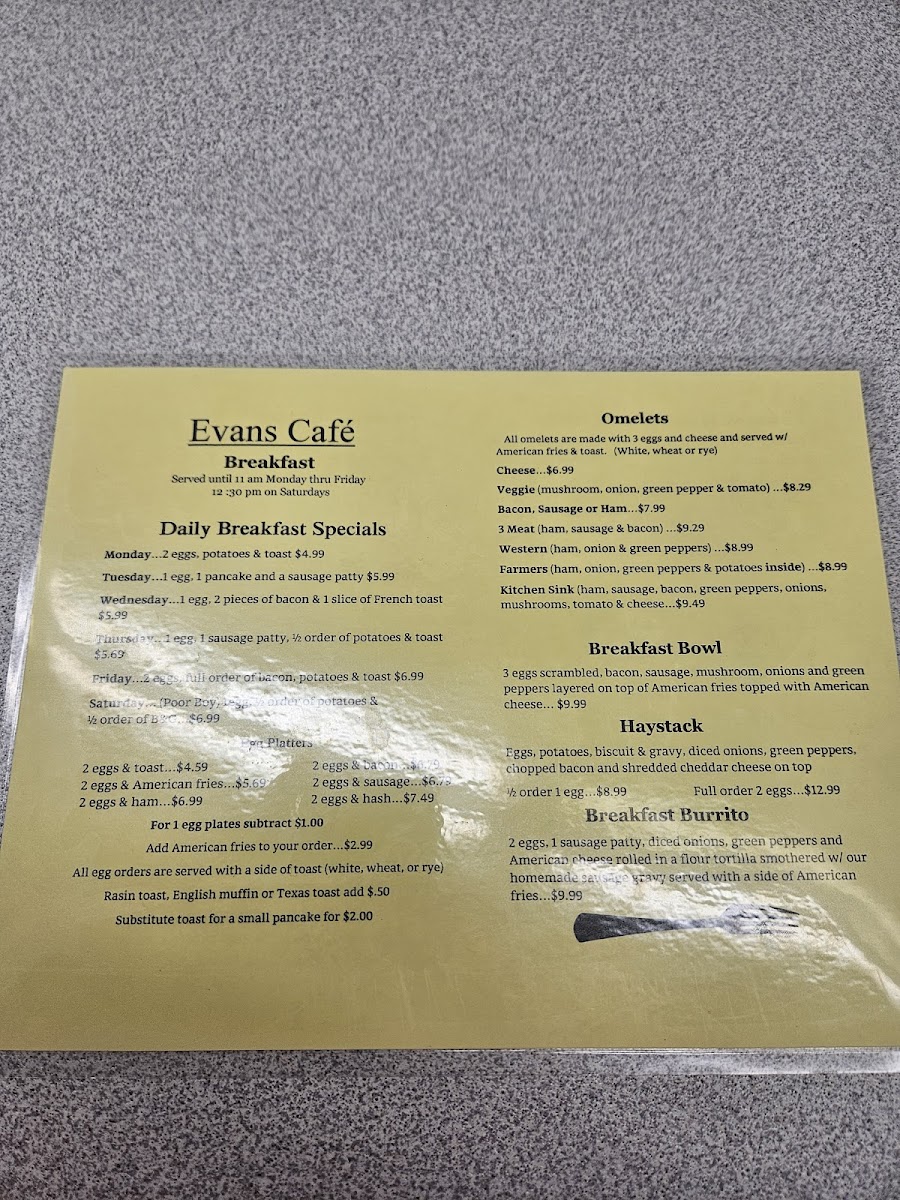 Evans Café
Breakfast
Served until 11 am Monday thru Friday
12 :30 pm on Saturdays
Daily Breakfast Specials
Monday...2 eggs, potatoes & toast $4.99
Tuesday...1 egg, 1 pancake and a sausage patty $5.99
Wednesday...1 egg, 2 pieces of bacon & 1 slice of French toast
$5.99
Thursday... 1 egg, 1 sausage patty, ½ order of potatoes & toast
$5.69
Friday...2 eggs, full order of bacon, potatoes & toast $6.99
Saturday... (Poor Boy, 1egg, ½ order of potatoes &
½ order of B&G...$6.99
Egg Platters
2 eggs & toast...$4.59
2 eggs & American fries...$5.69
2 eggs & ham...$6.99
2 eggs & bacon...
2 eggs & sausage...$6.79
2 eggs & hash...$7.49
For 1 egg plates subtract $1.00
Add American fries to your order...$2.99
All egg orders are served with a side of toast (white, wheat, or rye)
Rasin toast, English muffin or Texas toast add $.50
Substitute toast for a small pancake for $2.00
Omelets
All omelets are made with 3 eggs and cheese and served w/
American fries & toast. (White, wheat or rye)
Cheese...$6.99
Veggie (mushroom, onion, green pepper & tomato) ...$8.29
Bacon, Sausage or Ham...$7.99
3 Meat (ham, sausage & bacon) ...$9.29
Western (ham, onion & green peppers) ...$8.99
Farmers (ham, onion, green peppers & potatoes inside) ...$8.99
Kitchen Sink (ham, sausage, bacon, green peppers, onions,
mushrooms, tomato & cheese...$9.49
Breakfast Bowl
3 eggs scrambled, bacon, sausage, mushroom, onions and green
peppers layered on top of American fries topped with American
cheese... $9.99
Haystack
Eggs, potatoes, biscuit & gravy, diced onions, green peppers,
chopped bacon and shredded cheddar cheese on top
½ order 1 egg...$8.99 Full order 2 eggs...$12.99
Breakfast Burrito
2 eggs, 1 sausage patty, diced onions, green peppers and
American cheese rolled in a flour tortilla smothered w/ our
homemade sausage gravy served with a side of American
fries...$9.99